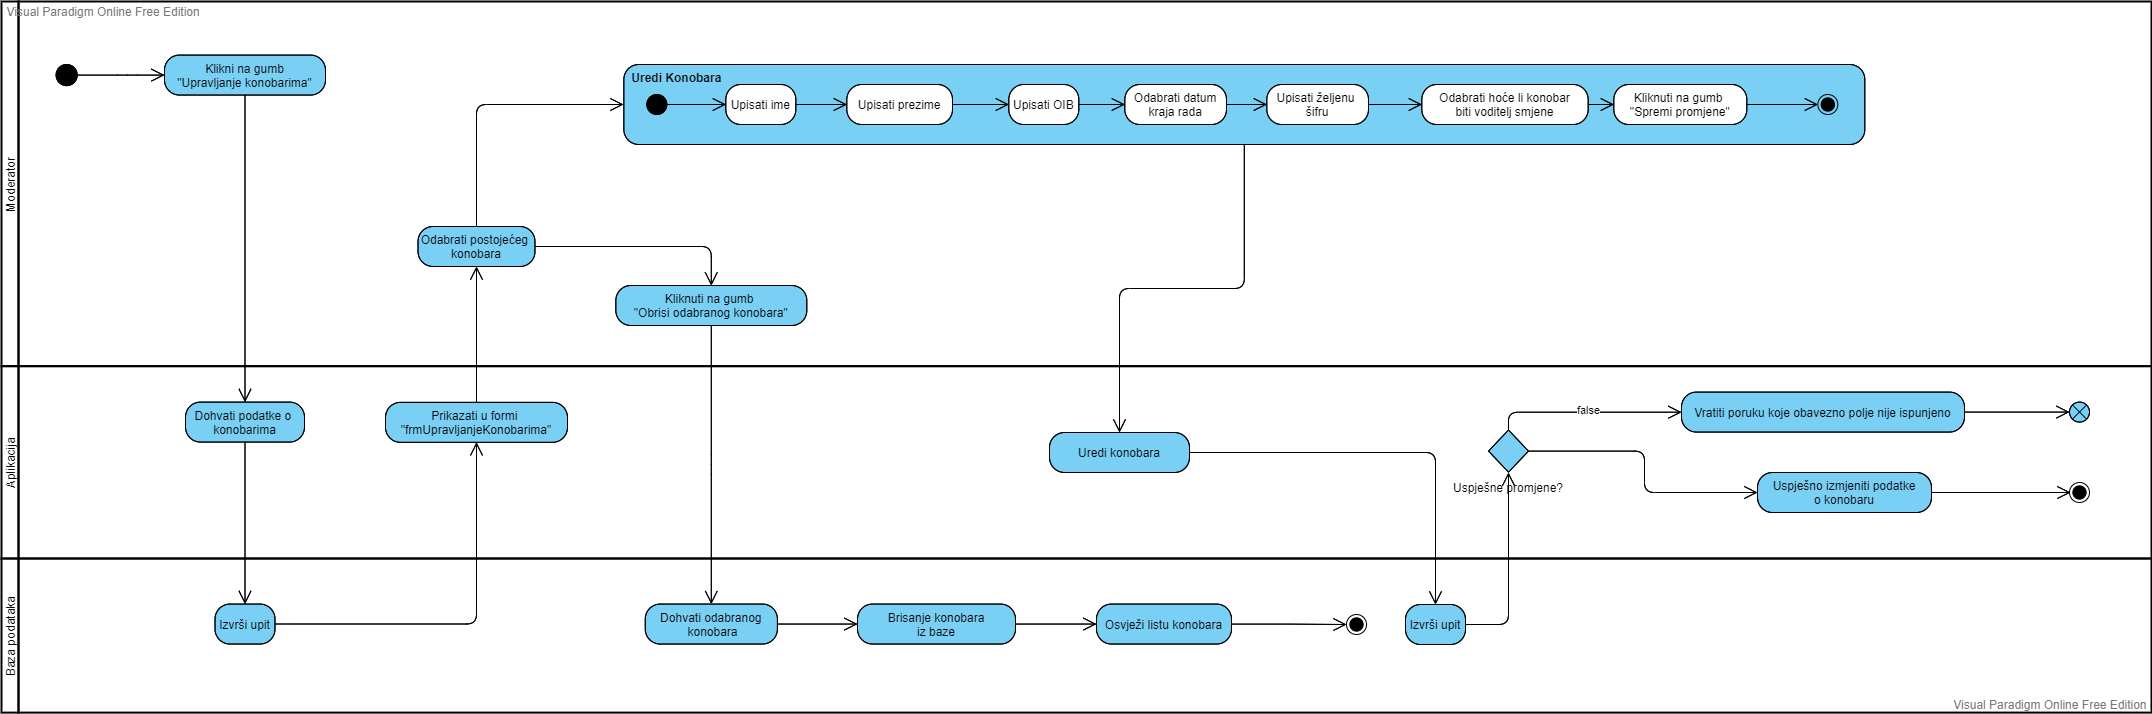 Visual Paradigm Online Free Edition
Moderator
Klikni na gumb
"Upravljanje konobarima"
Uredi Konobara
Upisati ime
Upisati prezime
Upisati OIB
Odabrati datum
kraja rada
Upisati željenu
šifru
Odabrati hoće li konobar
biti voditelj smjene
Kliknuti na gumb
"Spremi promjene"
Odabrati postojećeg
konobara
Kliknuti na gumb
"Obrisi odabranog konobara"
Aplikacija
Dohvati podatke o
konobarima
Prikazati u formi
"frmUpravljanjeKonobarima"
Uredi konobara
Uspješne promjene?
false
Vratiti poruku koje obavezno polje nije ispunjeno
Uspješno izmjeniti podatke
o konobaru
Baza podataka
Izvrši upit
Dohvati odabranog
konobara
Brisanje konobara
iz baze
Osvježi listu konobara
Izvrši upit
Visual Paradigm Online Free Edition